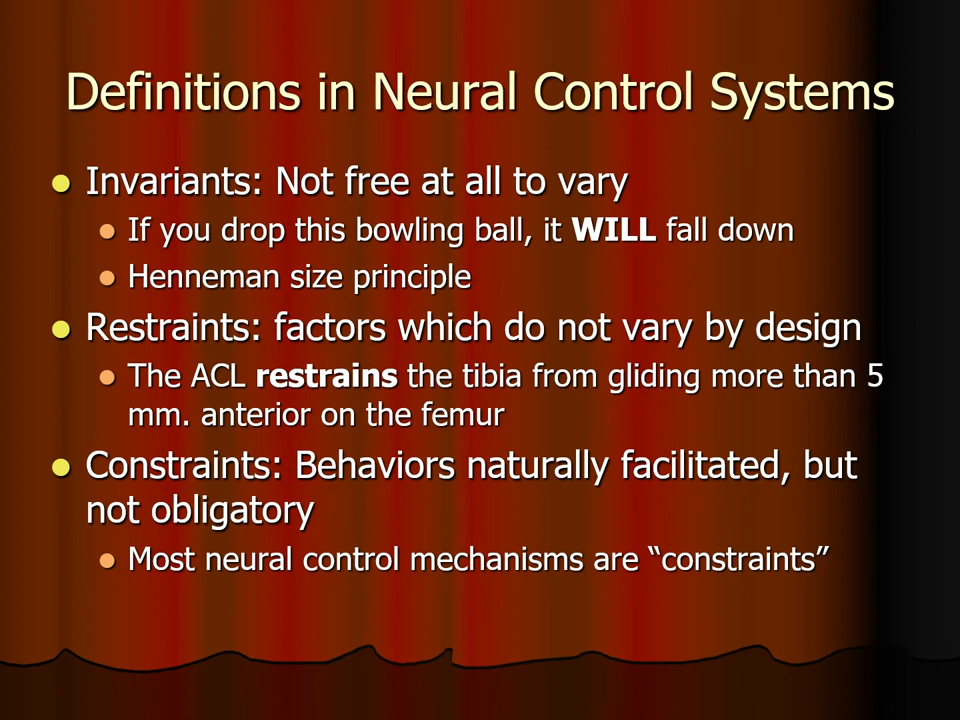 Definitions in Neural Control Systems
Invariants: Not free at all to vary
If you drop this bowling ball, it WILL fall down
Henneman size principle
Restraints: factors which do not vary by design
The ACL restrains the tibia from gliding more than 5
mm. anterior on the femur
Constraints: Behaviors naturally facilitated, but
not obligatory
Most neural control mechanisms are “constraints”